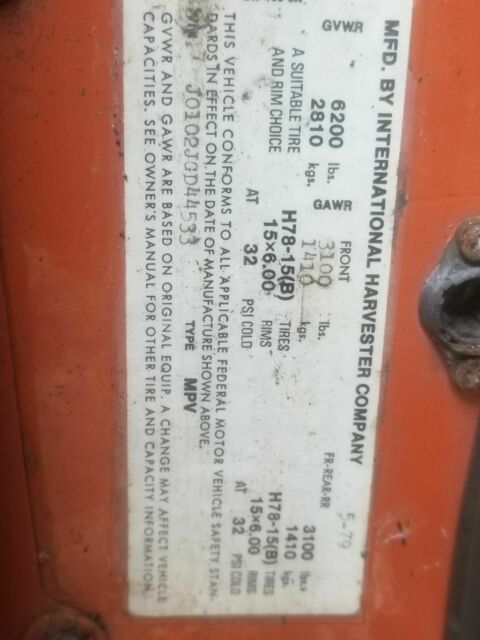 MFD. BY INTERNATIONAL HARVESTER COMPANY
5-79
GVWR
6200 lbs.
2810 kgs.
A SUITABLE TIRE
AND RIM CHOICE
GAWR
FRONT
3100 lbs.
1410 kgs.
H78-15(B) TIRES
15x6.00 RIMS
AT 32 PSI COLD
FR-REAR-RR
3100 lbs.
1410 kgs.
H78-15(B) TIRES
15x6.00 RIMS
AT 32 PSI COLD
THIS VEHICLE CONFORMS TO ALL APPLICABLE FEDERAL MOTOR VEHICLE SAFETY STAN-
DARDS IN EFFECT ON THE DATE OF MANUFACTURE SHOWN ABOVE.
J0102JGD44533 TYPE MPV
GVWR AND GAWR ARE BASED ON ORIGINAL EQUIP. A CHANGE MAY AFFECT VEHICLE
CAPACITIES. SEE OWNER'S MANUAL FOR OTHER TIRE AND CAPACITY INFORMATION.